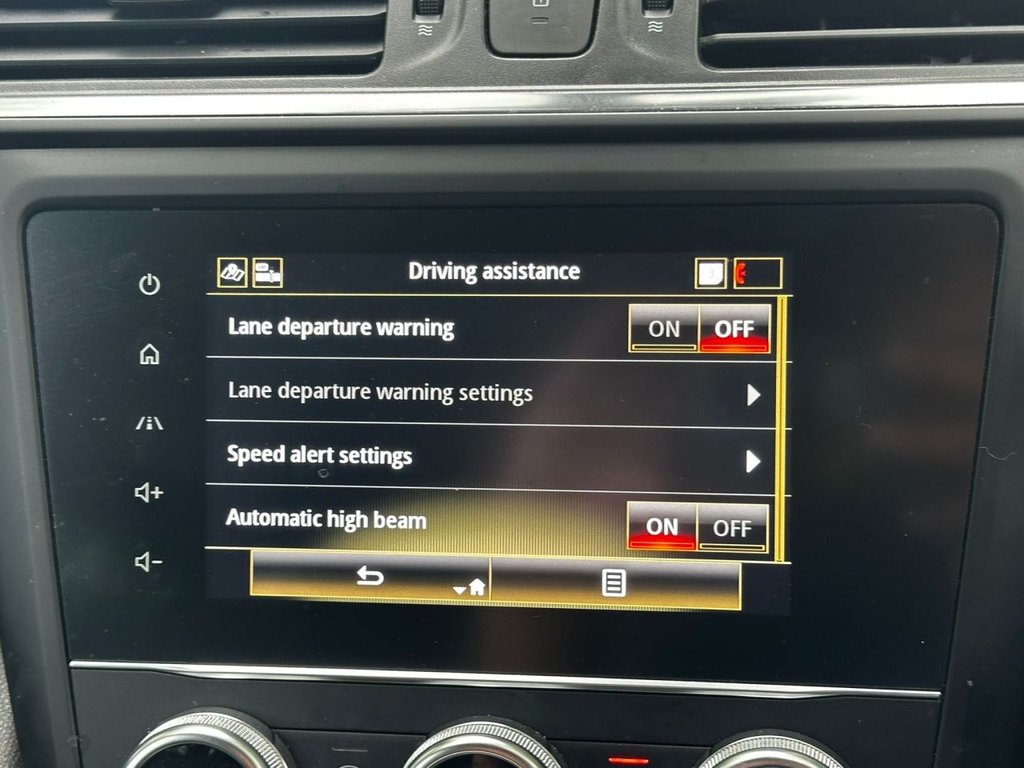 Driving assistance
Lane departure warning ON OFF
Lane departure warning settings
Speed alert settings
Automatic high beam ON OFF